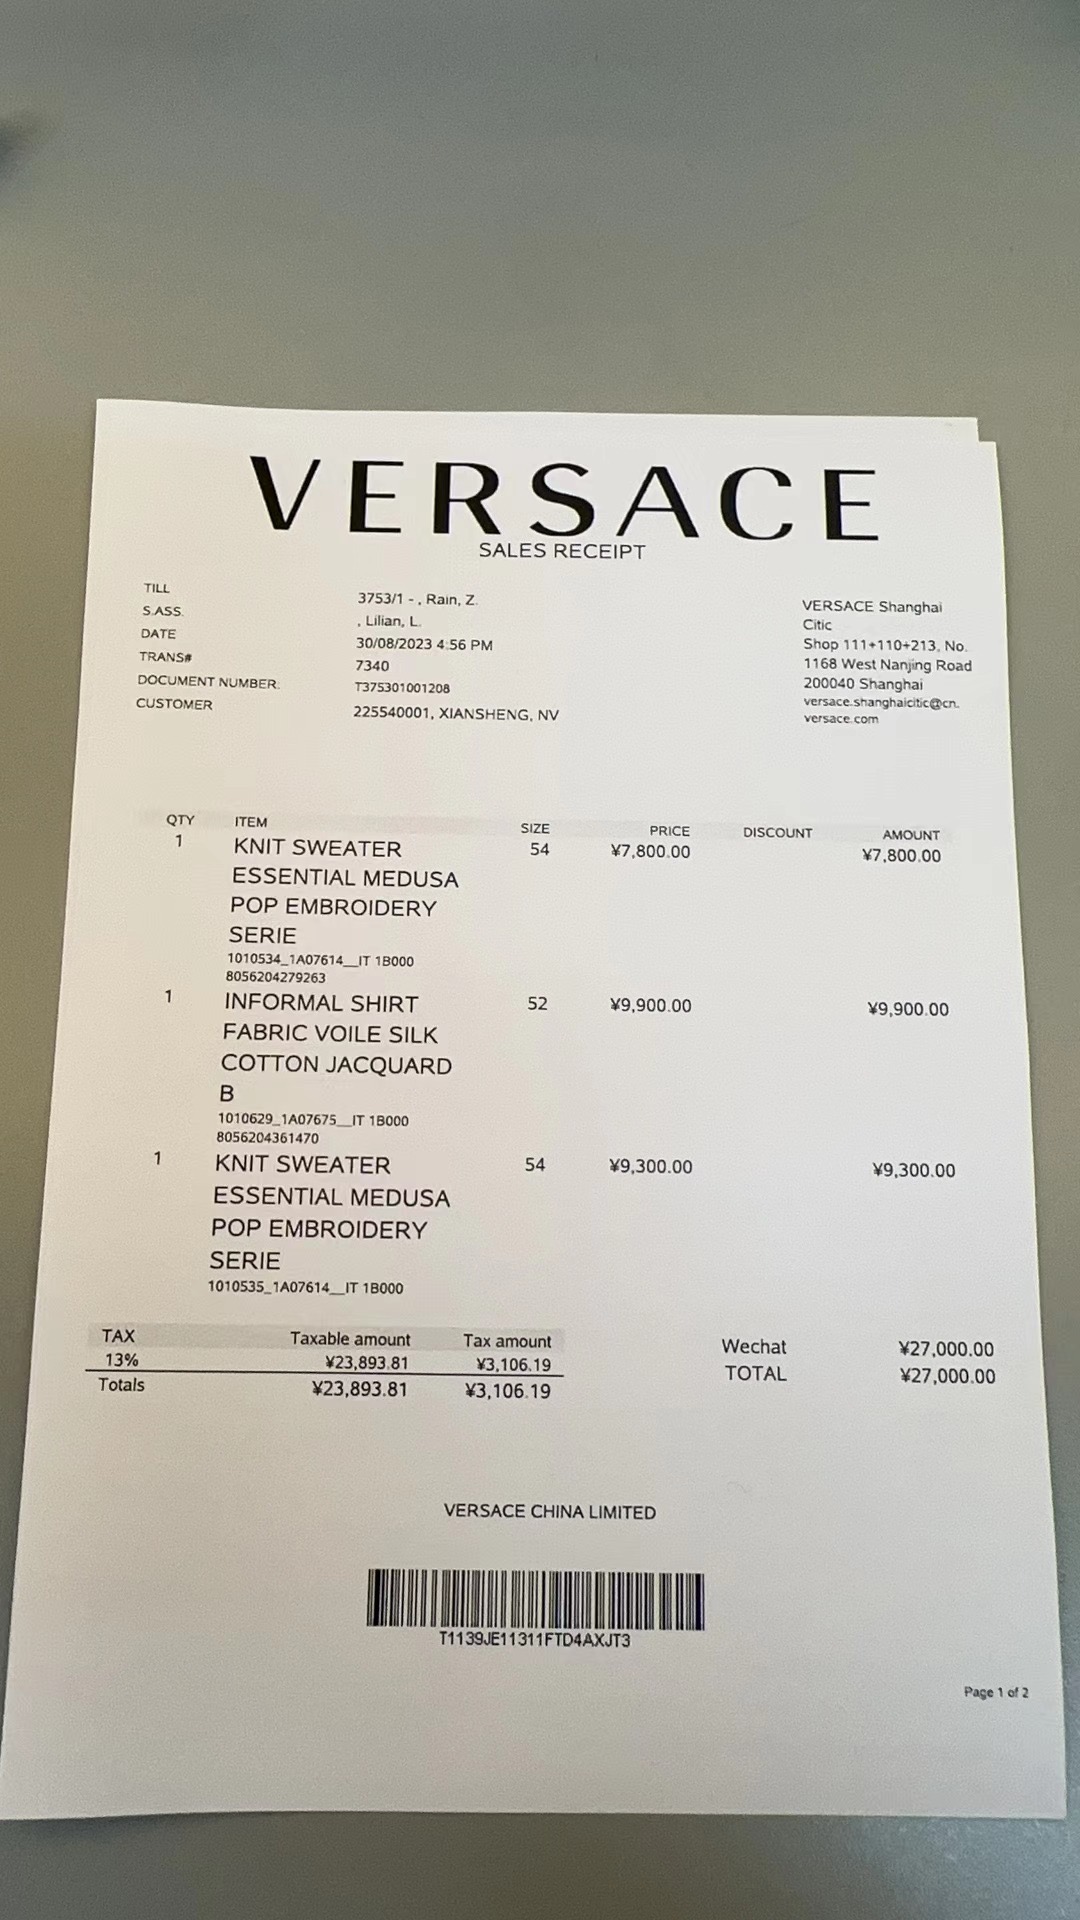 VERSACE
SALES RECEIPT
TILL 3753/1 - , Rain, Z.
S.ASS. , Lilian, L.
DATE 30/08/2023 4:56 PM
TRANS# 7340
DOCUMENT NUMBER: T375301001208
CUSTOMER 225540001, XIANSHENG, NV
VERSACE Shanghai
Citic
Shop 111+110+213, No.
1168 West Nanjing Road
200040 Shanghai
versace.shanghaicitic@cn.
versace.com
QTY ITEM SIZE PRICE DISCOUNT AMOUNT
1 KNIT SWEATER 54 ¥7,800.00 ¥7,800.00
ESSENTIAL MEDUSA
POP EMBROIDERY
SERIE
1010534_1A07614__IT 1B000
8056204279263
1 INFORMAL SHIRT 52 ¥9,900.00 ¥9,900.00
FABRIC VOILE SILK
COTTON JACQUARD
B
1010629_1A07675__IT 1B000
8056204361470
1 KNIT SWEATER 54 ¥9,300.00 ¥9,300.00
ESSENTIAL MEDUSA
POP EMBROIDERY
SERIE
1010535_1A07614__IT 1B000
TAX Taxable amount Tax amount
13% ¥23,893.81 ¥3,106.19
Totals ¥23,893.81 ¥3,106.19
Wechat ¥27,000.00
TOTAL ¥27,000.00
VERSACE CHINA LIMITED
T1139JE11311FTD4AXJT3
Page 1 of 2